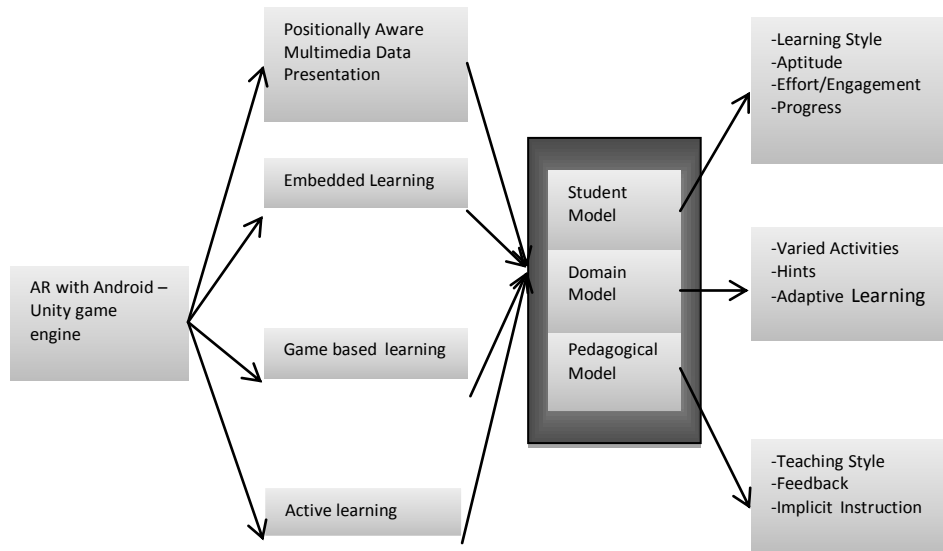 AR with Android –
Unity game
engine
Positionally Aware
Multimedia Data
Presentation
Embedded Learning
Game based learning
Active learning
Student
Model
Domain
Model
Pedagogical
Model
-Learning Style
-Aptitude
-Effort/Engagement
-Progress
-Varied Activities
-Hints
-Adaptive Learning
-Teaching Style
-Feedback
-Implicit Instruction